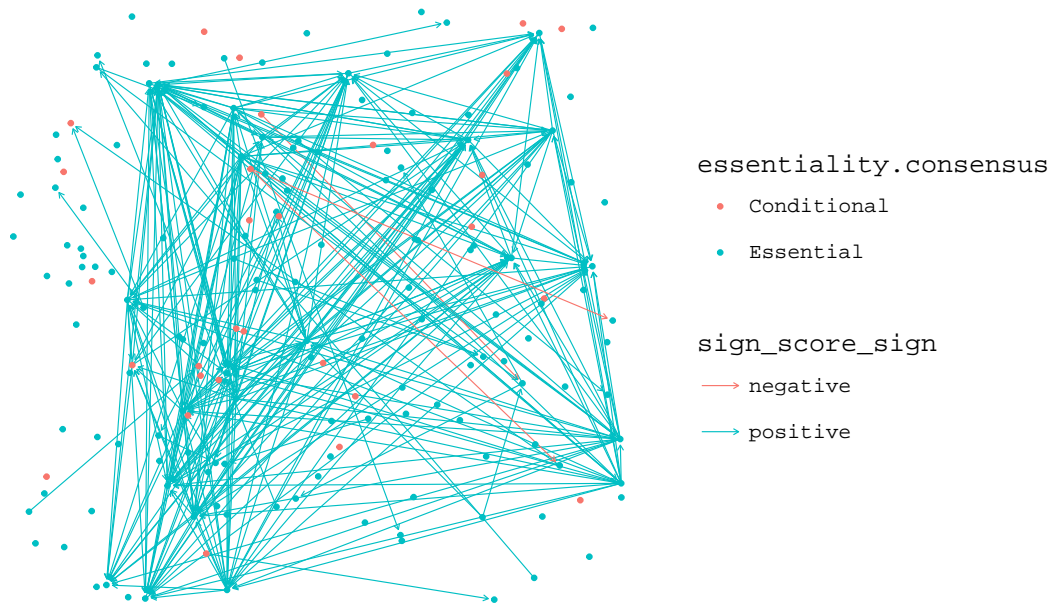 essentiality.consensus
Conditional
Essential
sign_score_sign
negative
positive